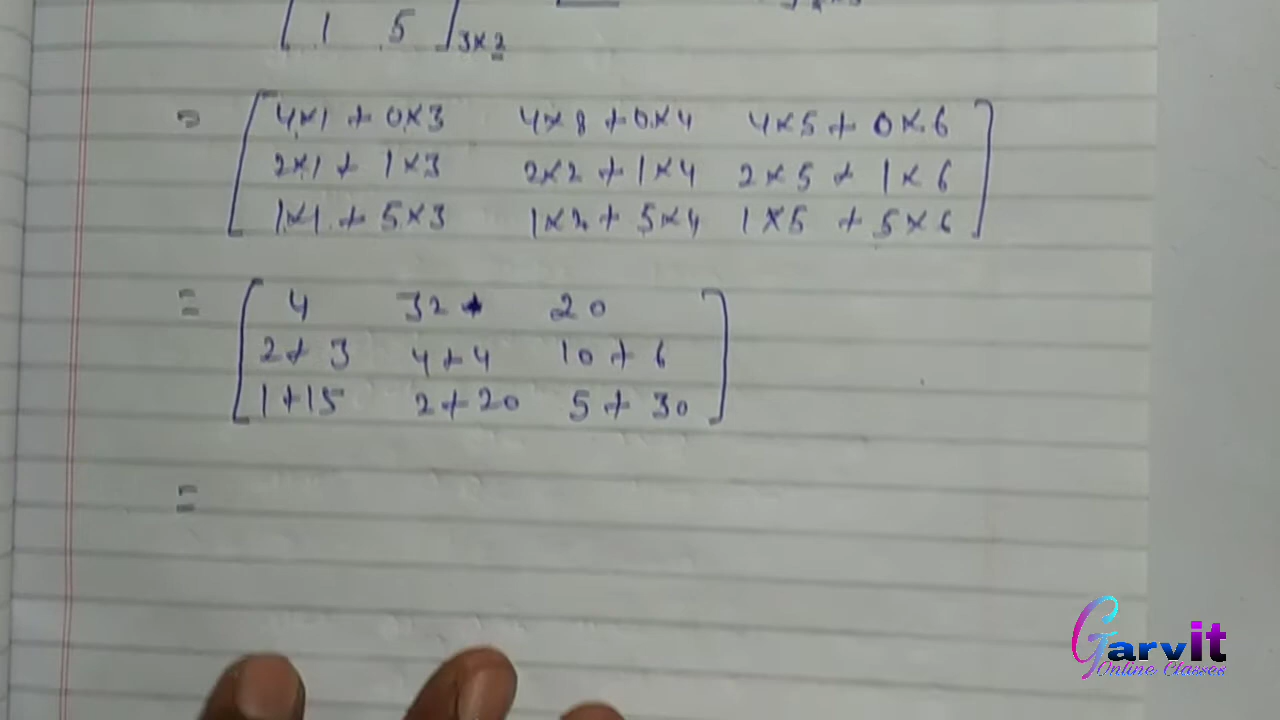 1 5 3×2
= 4×1 + 0×3 4×8 + 0×4 4×5 + 0×6
2×1 + 1×3 2×2 + 1×4 2×5 + 1×6
1×1 + 5×3 1×2 + 5×4 1×5 + 5×6
= 4 32 20
2+3 4+4 10+6
1+15 2+20 5+30
=
Garvit
Online Classes